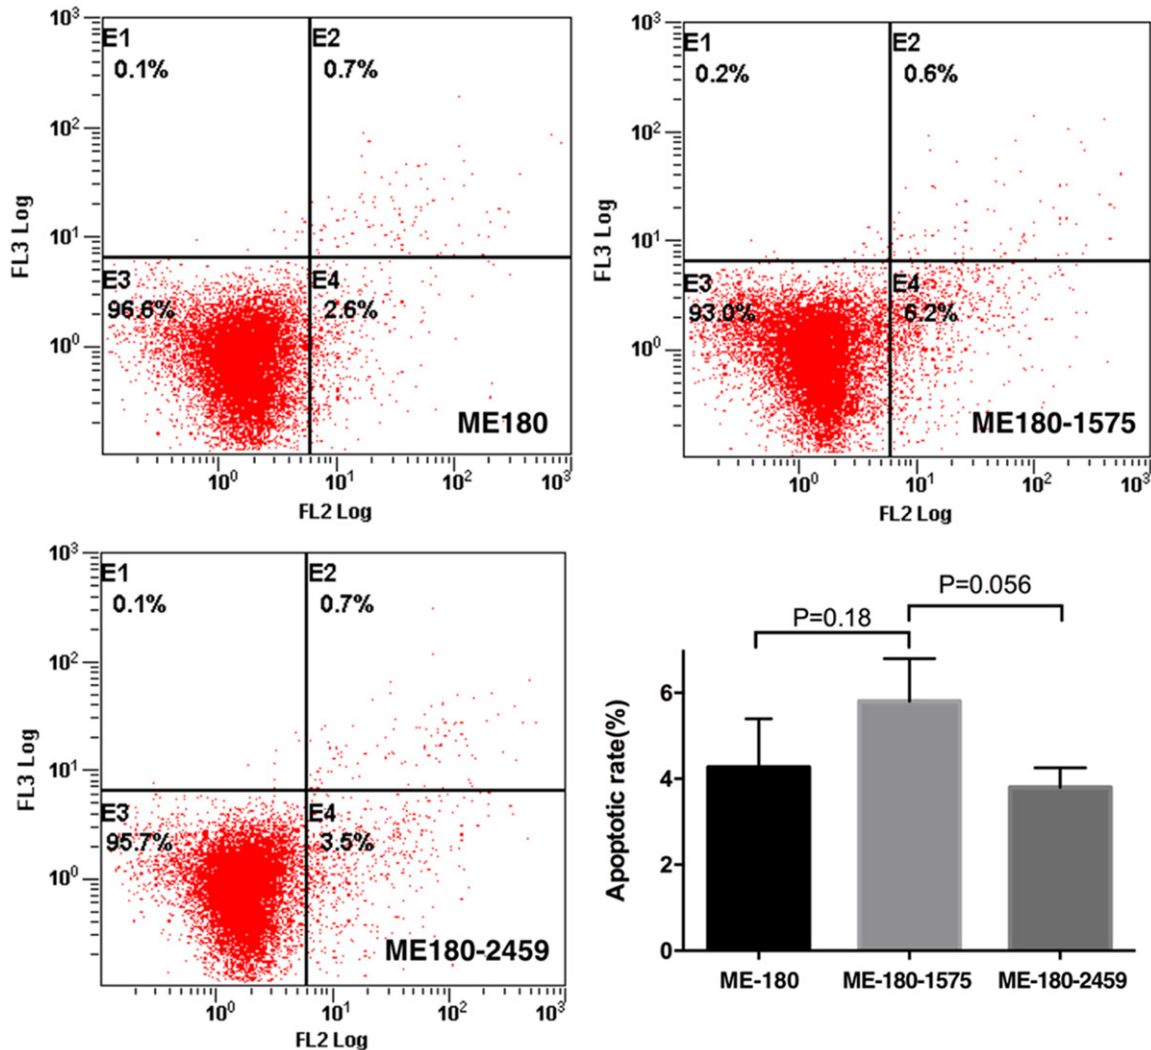 10³
E1
0.1%
E2
0.7%
10²
FL3 Log
10¹
E3
96.6%
E4
2.6%
10⁰
ME180
10⁰ 10¹ 10² 10³
FL2 Log
10³
E1
0.2%
E2
0.6%
10²
FL3 Log
10¹
E3
93.0%
E4
6.2%
10⁰
ME180-1575
10⁰ 10¹ 10² 10³
FL2 Log
10³
E1
0.1%
E2
0.7%
10²
FL3 Log
10¹
E3
95.7%
E4
3.5%
10⁰
ME180-2459
10⁰ 10¹ 10² 10³
FL2 Log
P=0.056
P=0.18
Apoptotic rate(%)
6
4
2
0
ME-180 ME-180-1575 ME-180-2459